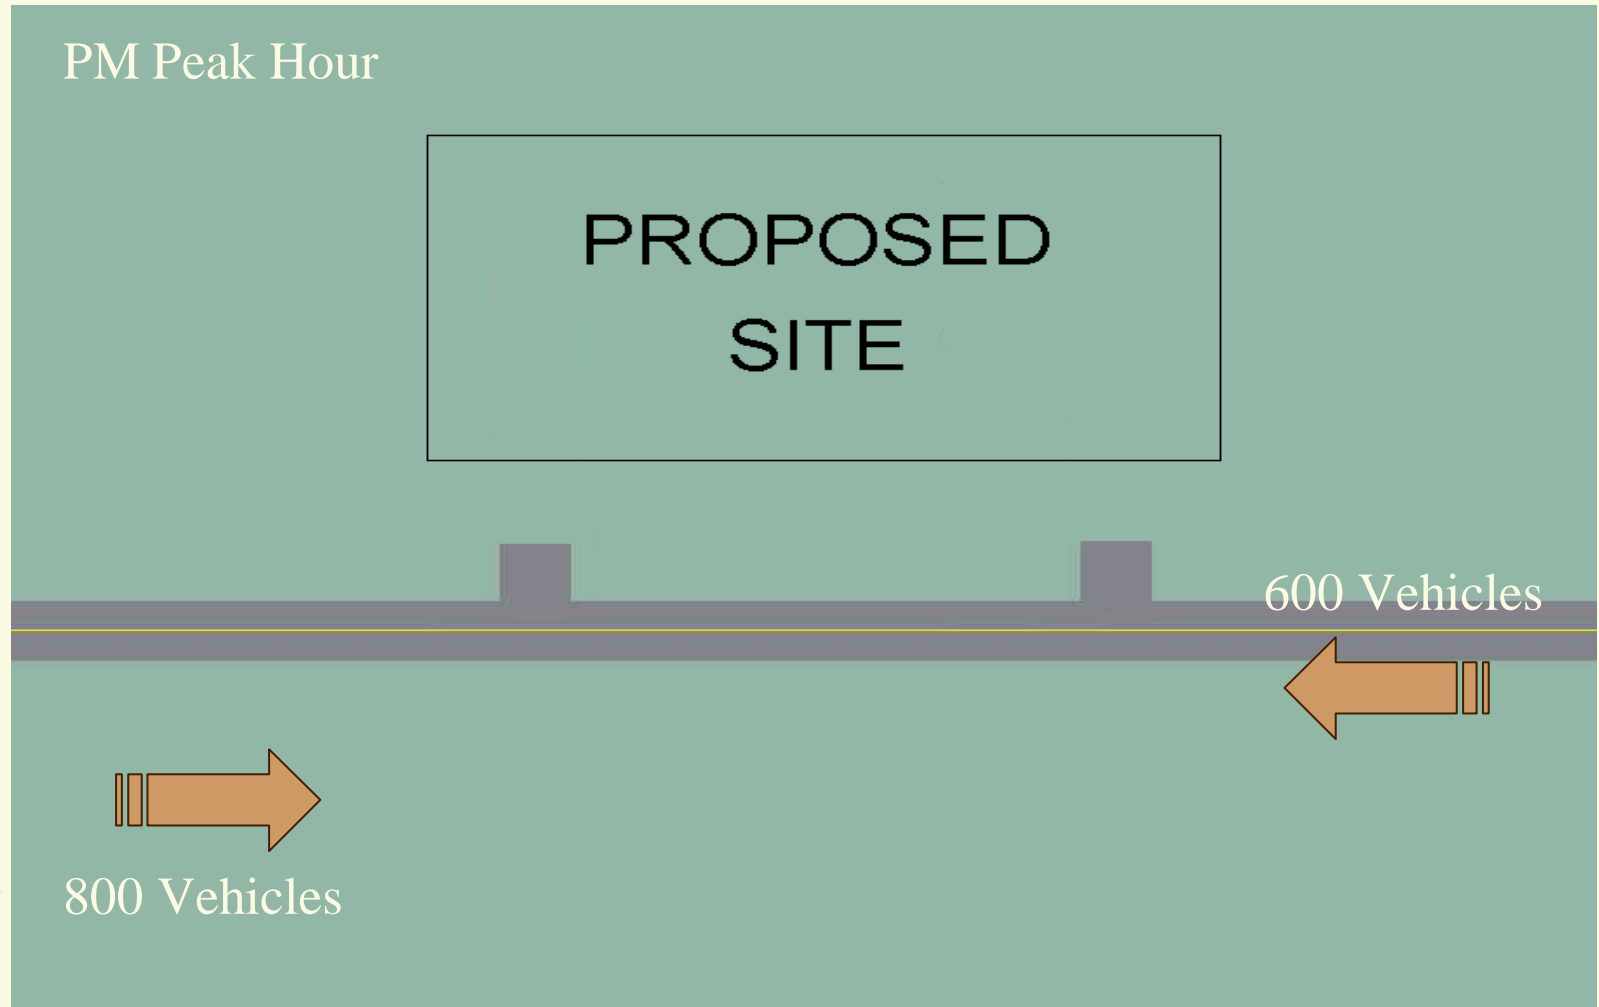 PM Peak Hour
PROPOSED
SITE
600 Vehicles
800 Vehicles